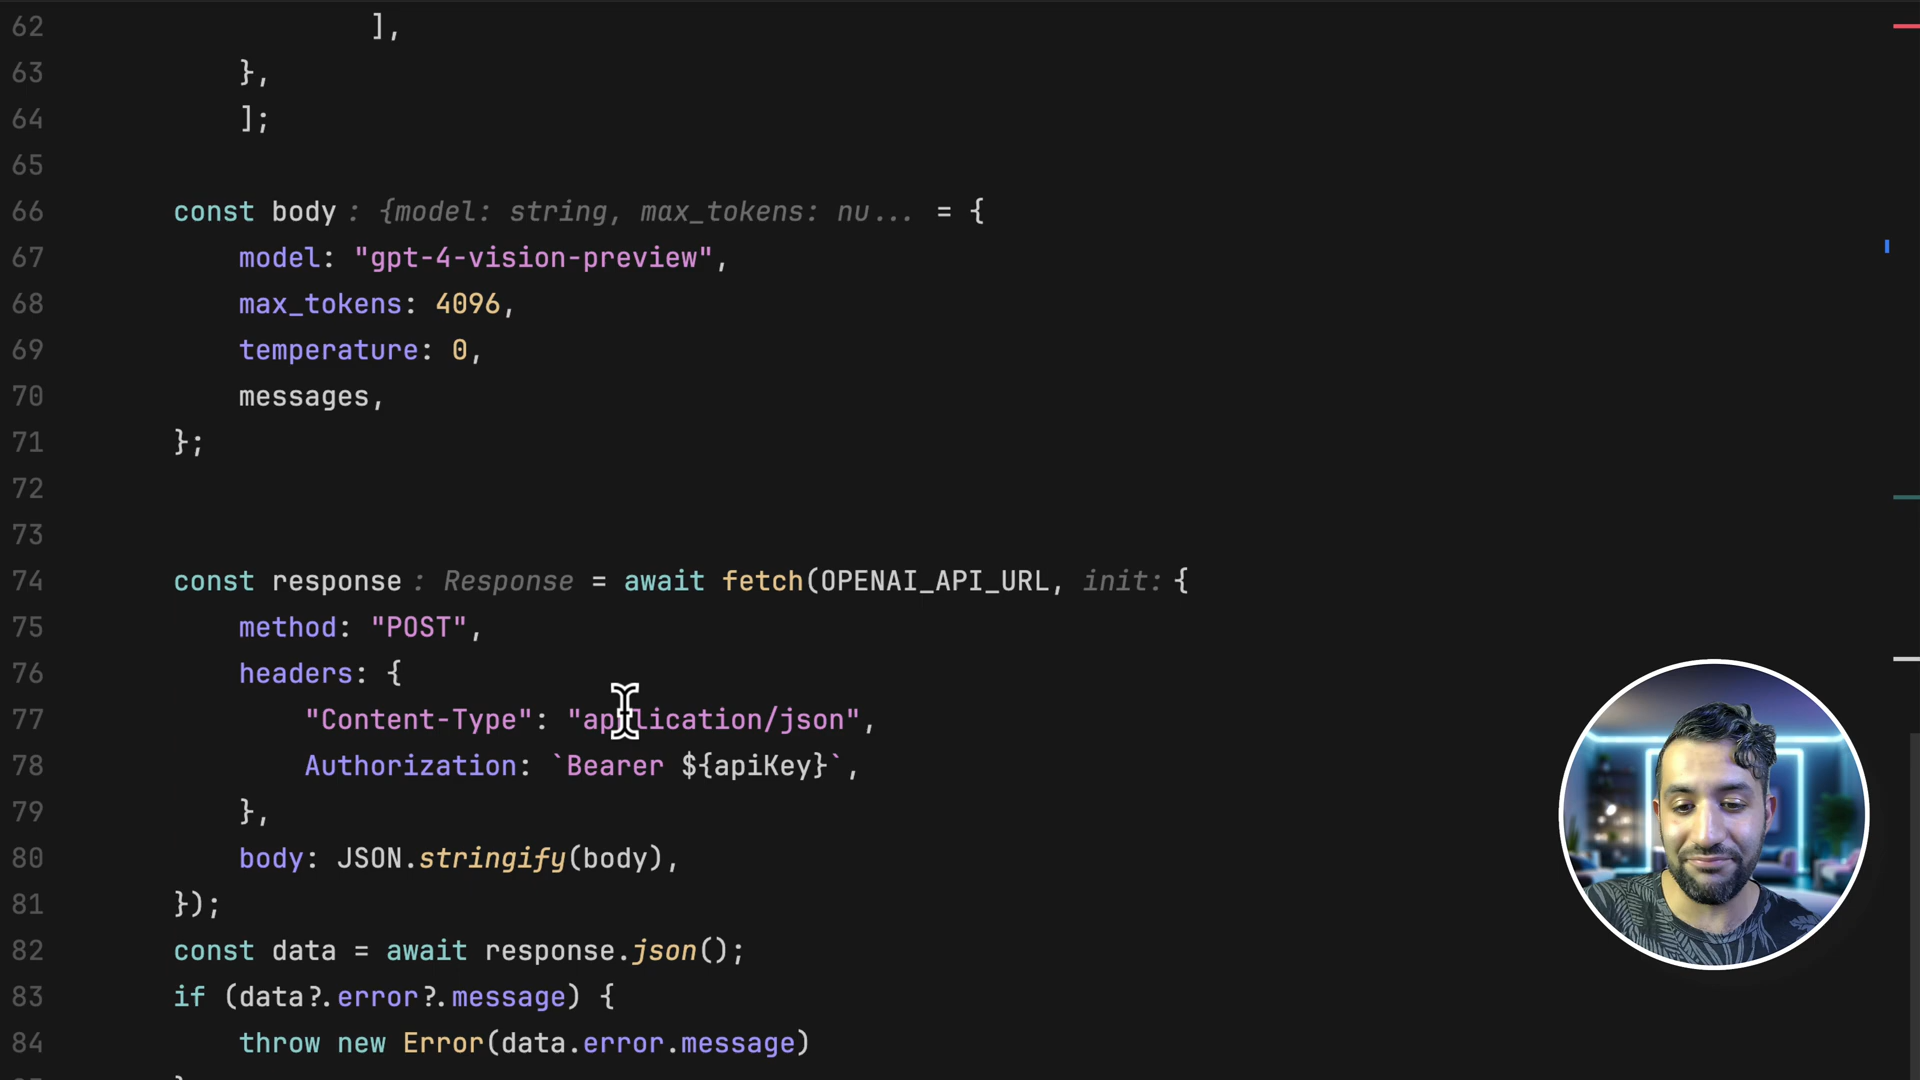 62 ],
63 },
64 ];
65
66 const body : {model: string, max_tokens: nu... = {
67 model: "gpt-4-vision-preview",
68 max_tokens: 4096,
69 temperature: 0,
70 messages,
71 };
72
73
74 const response : Response = await fetch(OPENAI_API_URL, init: {
75 method: "POST",
76 headers: {
77 "Content-Type": "application/json",
78 Authorization: `Bearer ${apiKey}`,
79 },
80 body: JSON.stringify(body),
81 });
82 const data = await response.json();
83 if (data?.error?.message) {
84 throw new Error(data.error.message)